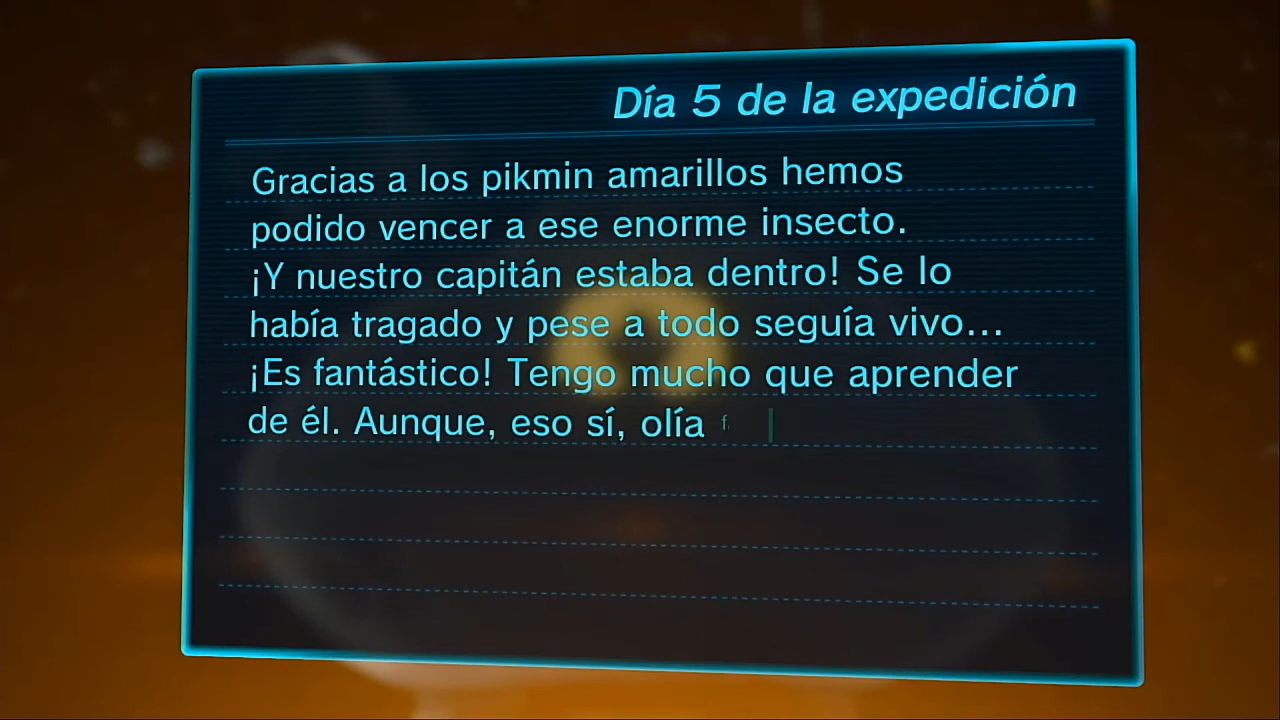 Día 5 de la expedición
Gracias a los pikmin amarillos hemos
podido vencer a ese enorme insecto.
¡Y nuestro capitán estaba dentro! Se lo
había tragado y pese a todo seguía vivo...
¡Es fantástico! Tengo mucho que aprender
de él. Aunque, eso sí, olía